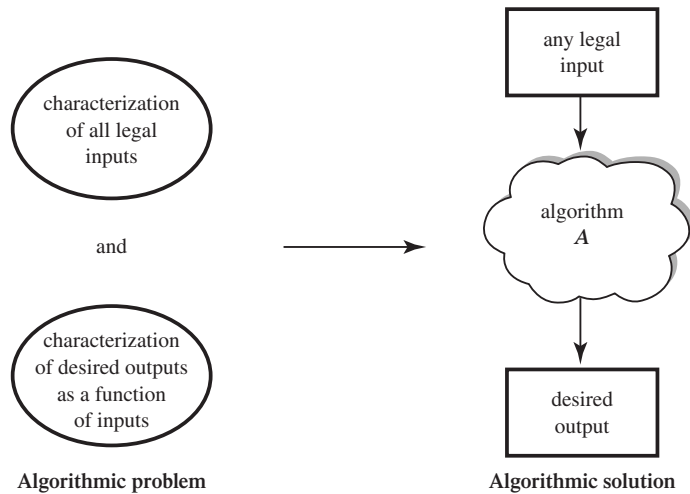 characterization
of all legal
inputs
and
characterization
of desired outputs
as a function
of inputs
Algorithmic problem
any legal
input
algorithm
A
desired
output
Algorithmic solution